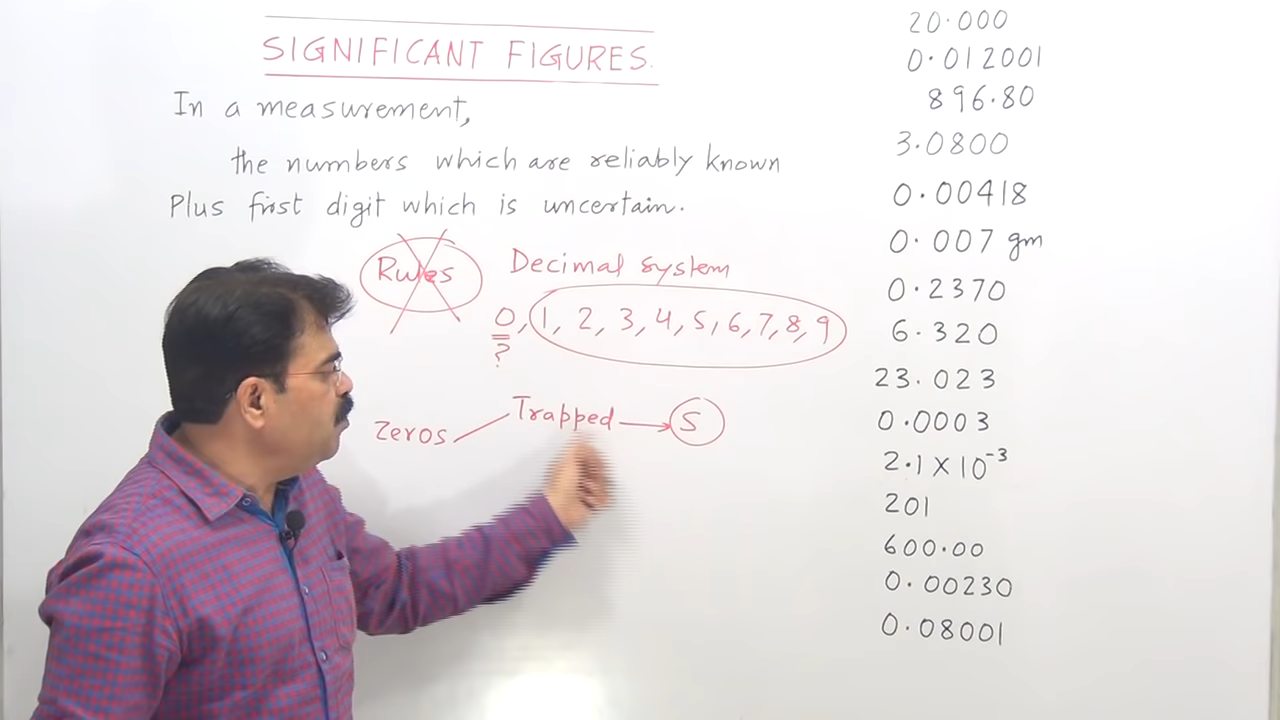 SIGNIFICANT FIGURES.
In a measurement,
the numbers which are reliably known
Plus first digit which is uncertain.
Rules
Decimal system
0, 1, 2, 3, 4, 5, 6, 7, 8, 9
?
Zeros Trapped → S
20.000
0.012001
896.80
3.0800
0.00418
0.007 gm
0.2370
6.320
23.023
0.0003
2.1 X 10⁻³
201
600.00
0.00230
0.08001